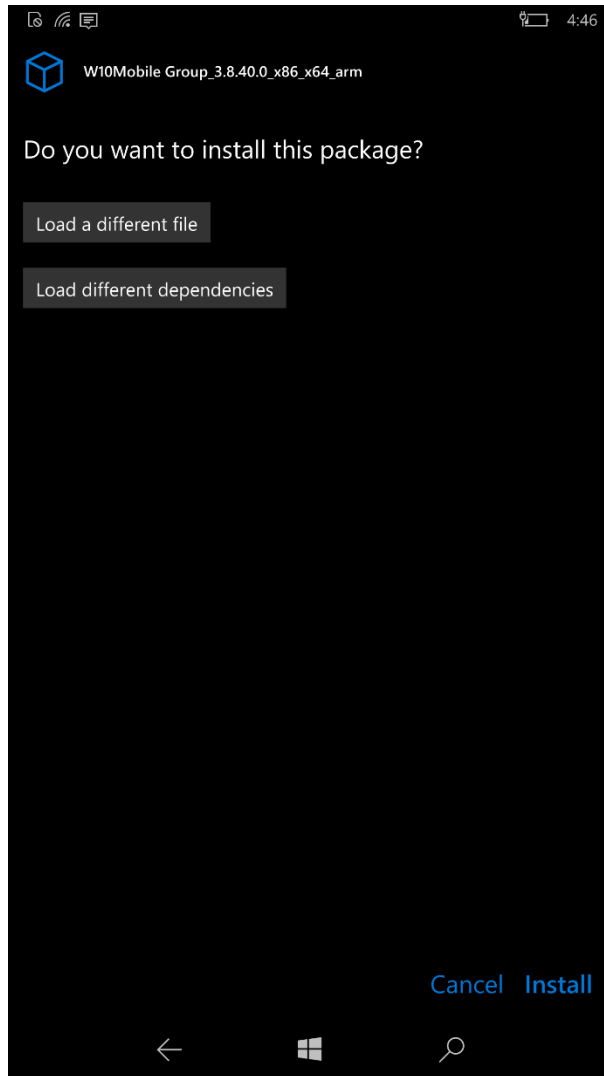 4:46
W10Mobile Group_3.8.40.0_x86_x64_arm
Do you want to install this package?
Load a different file
Load different dependencies
Cancel Install